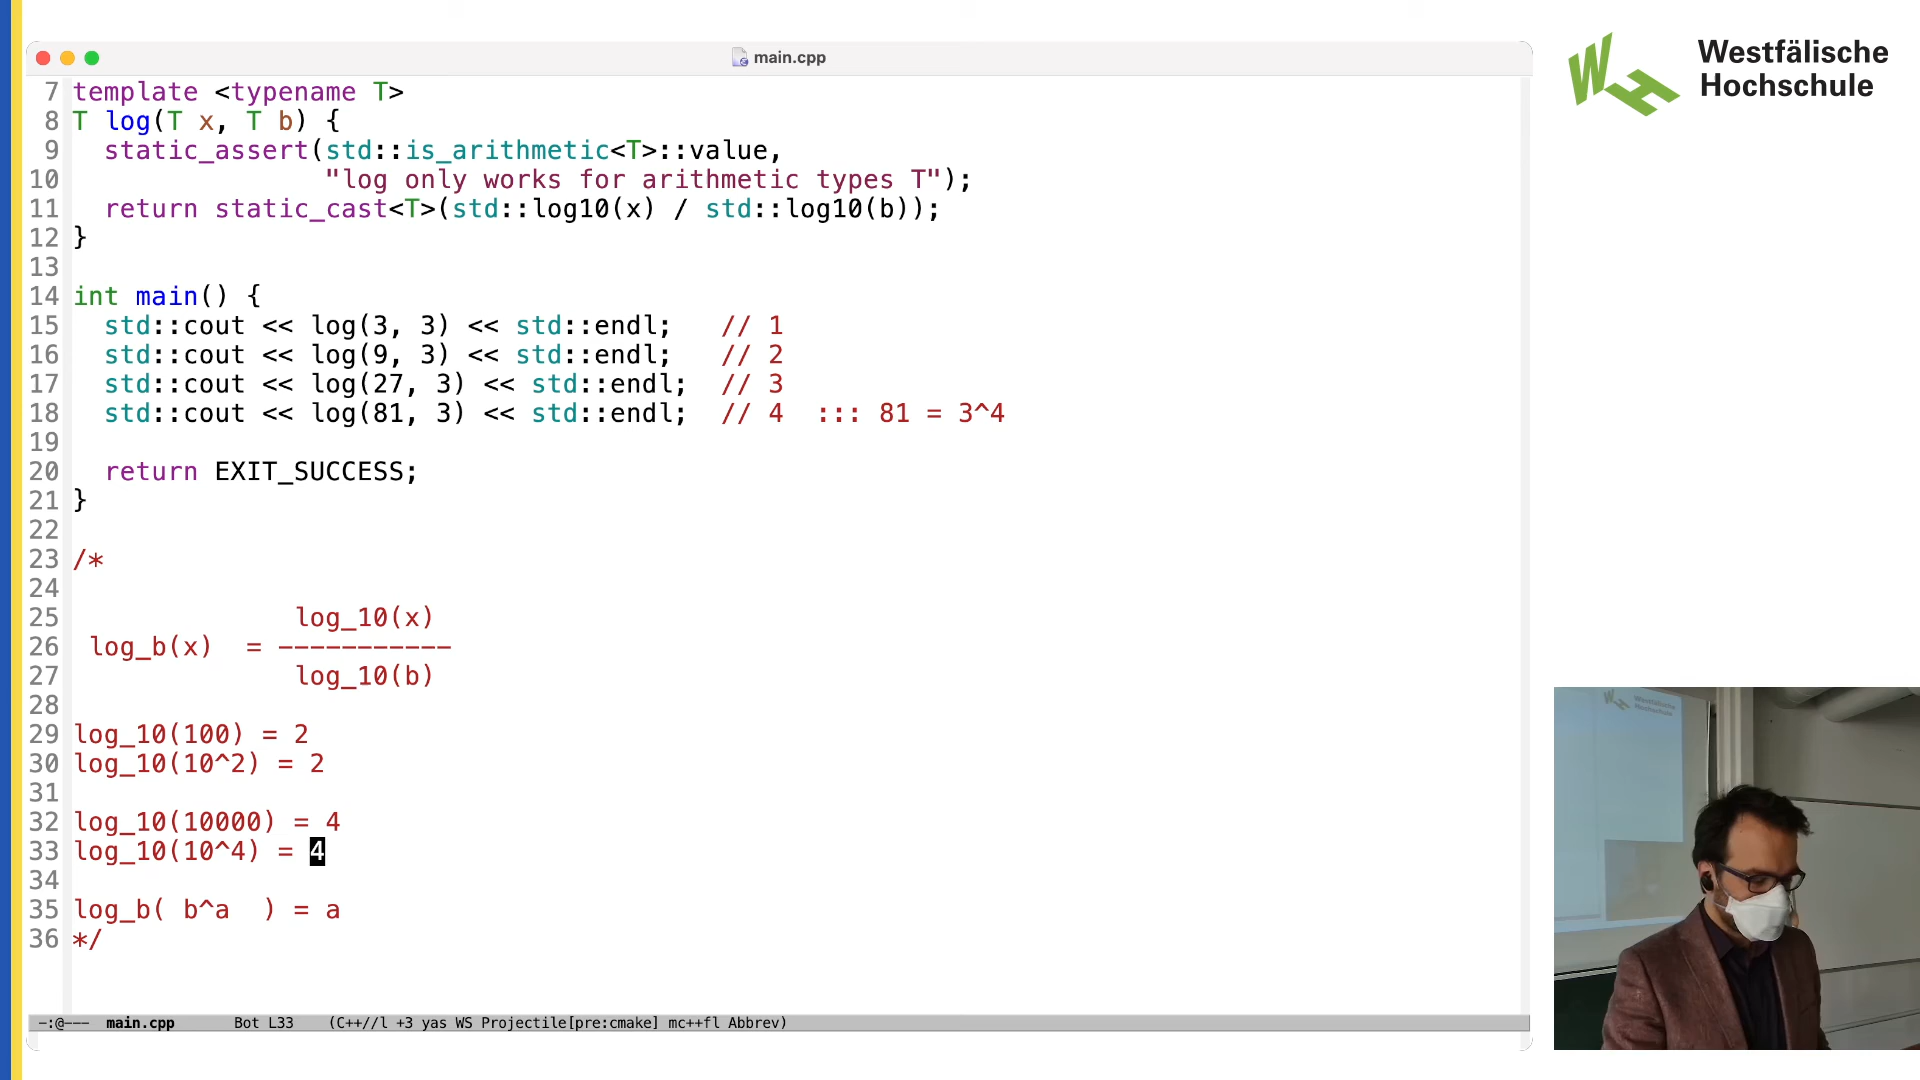 main.cpp
Westfälische
Hochschule
7 template <typename T>
8 T log(T x, T b) {
9   static_assert(std::is_arithmetic<T>::value,
10                 "log only works for arithmetic types T");
11   return static_cast<T>(std::log10(x) / std::log10(b));
12 }
13
14 int main() {
15   std::cout << log(3, 3) << std::endl;   // 1
16   std::cout << log(9, 3) << std::endl;   // 2
17   std::cout << log(27, 3) << std::endl;  // 3
18   std::cout << log(81, 3) << std::endl;  // 4  ::: 81 = 3^4
19
20   return EXIT_SUCCESS;
21 }
22
23 /*
24
25               log_10(x)
26  log_b(x)  = -----------
27               log_10(b)
28
29 log_10(100) = 2
30 log_10(10^2) = 2
31
32 log_10(10000) = 4
33 log_10(10^4) = 4
34
35 log_b( b^a  ) = a
36 */
-:@---  main.cpp       Bot L33    (C++//l +3 yas WS Projectile[pre:cmake] mc++fl Abbrev)
Westfälische
Hochschule